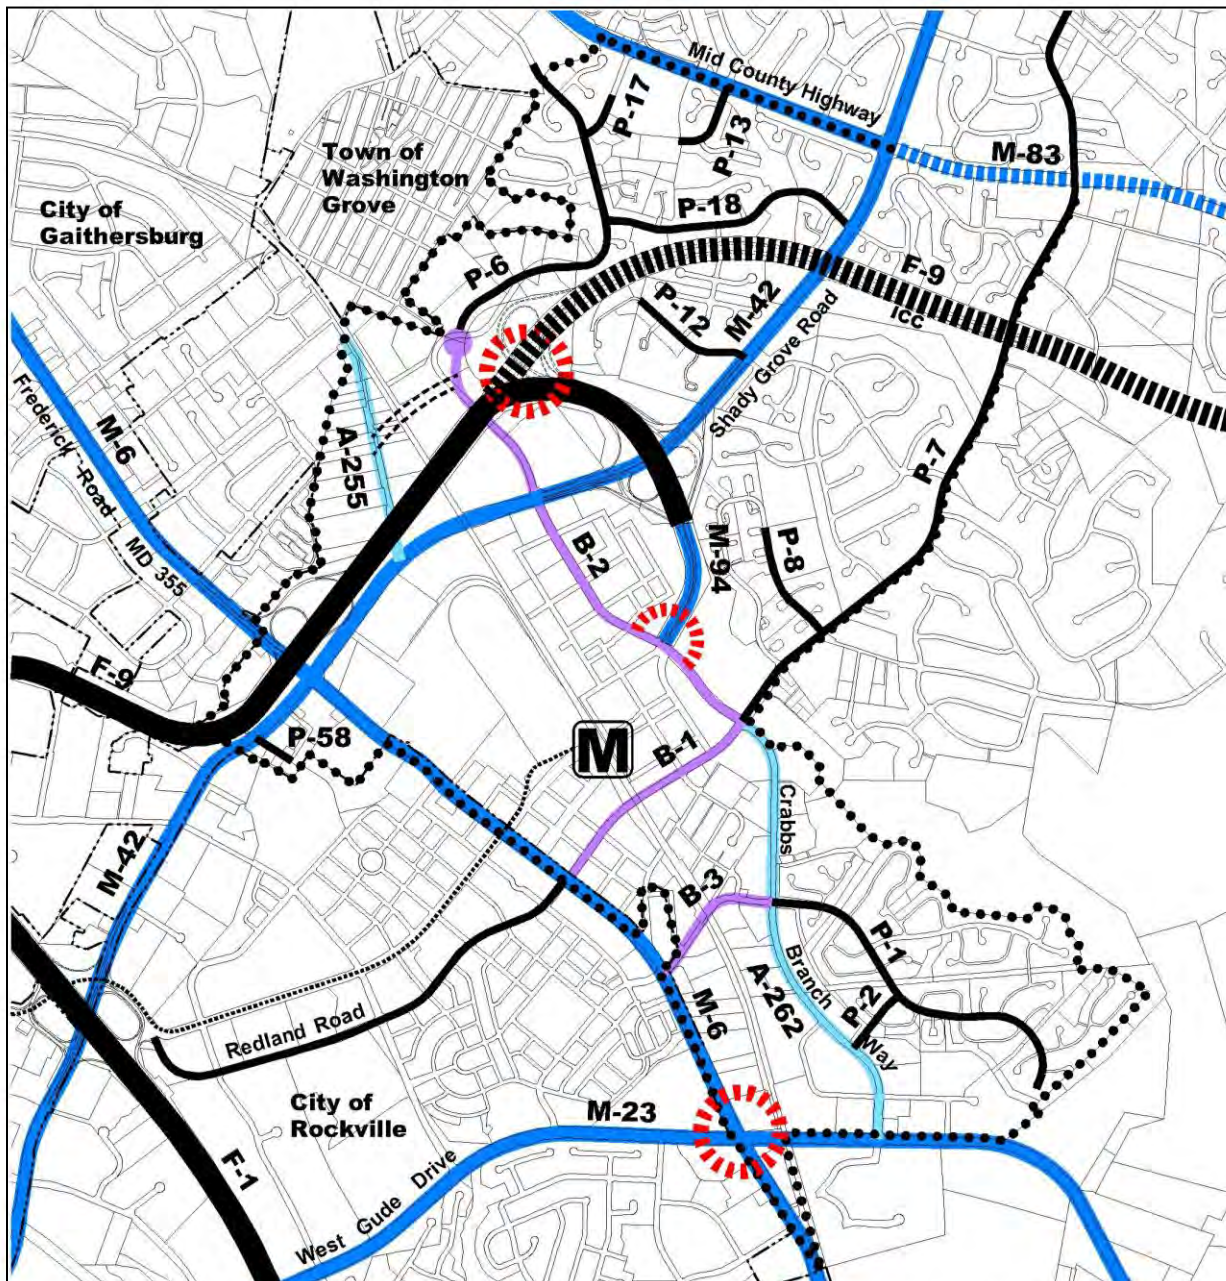 Mid County Highway
P-17
P-13
M-83
Town of
Washington
Grove
City of
Gaithersburg
P-18
P-6
F-9
ICC
P-12
M-42
Shady Grove Road
M-6
Frederick Road MD 355
A-255
P-7
B-2
M-94
P-8
F-9
P-58
M
B-1
Crabbs
M-42
B-3
P-1
Branch
P-2
A-262
M-6
Way
Redland Road
City of
Rockville
M-23
F-1
West Gude Drive